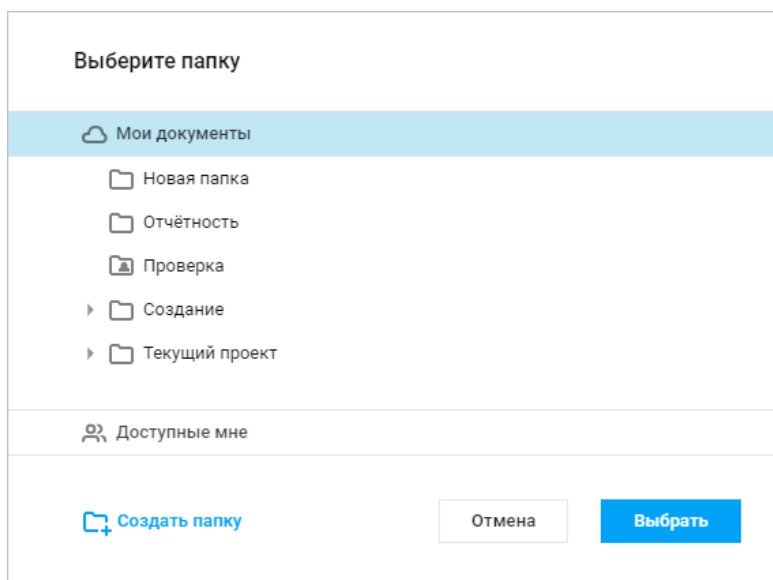 Выберите папку
Мои документы
Новая папка
Отчётность
Проверка
Создание
Текущий проект
Доступные мне
Создать папку
Отмена
Выбрать